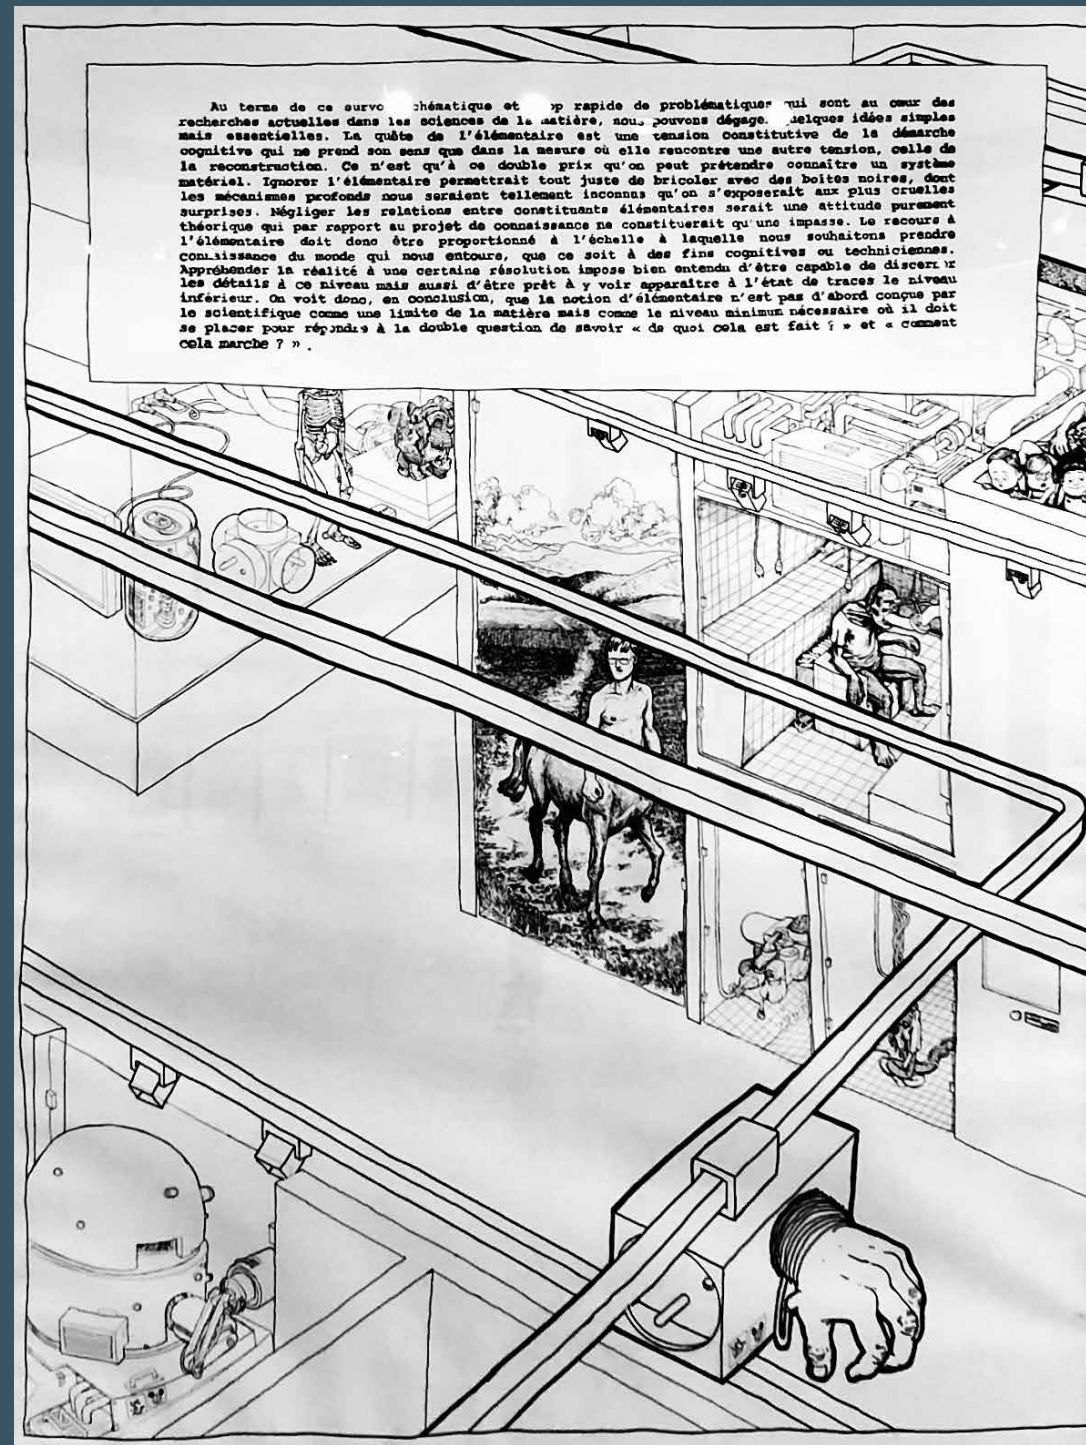 Au terme de ce survo chématique et op rapide de problématiques qui sont au cœur des
recherches actuelles dans les sciences de la matière, nous pouvons dégage. uelques idées simples
mais essentielles. La quête de l'élémentaire est une tension constitutive de la démarche
cognitive qui ne prend son sens que dans la mesure où elle rencontre une autre tension, celle de
la reconstruction. Ce n'est qu'à ce double prix qu'on peut prétendre connaître un système
matériel. Ignorer l'élémentaire permettrait tout juste de bricoler avec des boîtes noires, dont
les mécanismes profonds nous seraient tellement inconnus qu'on s'exposerait aux plus cruelles
surprises. Négliger les relations entre constituants élémentaires serait une attitude purement
théorique qui par rapport au projet de connaissance ne constituerait qu'une impasse. Le recours à
l'élémentaire doit donc être proportionné à l'échelle à laquelle nous souhaitons prendre
connaissance du monde qui nous entoure, que ce soit à des fins cognitives ou techniciennes.
Appréhender la réalité à une certaine résolution impose bien entendu d'être capable de discerner
les détails à ce niveau mais aussi d'être prêt à y voir apparaître à l'état de traces le niveau
inférieur. On voit donc, en conclusion, que la notion d'élémentaire n'est pas d'abord conçue par
le scientifique comme une limite de la matière mais comme le niveau minimum nécessaire où il doit
se placer pour répondre à la double question de savoir « de quoi cela est fait ? » et « comment
cela marche ? ».